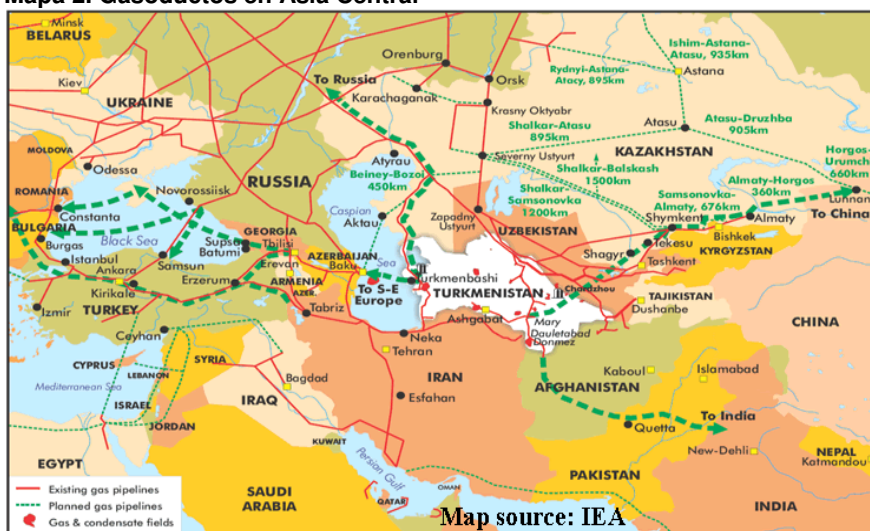 Mapa 2. Gasoductos en Asia Central
Minsk
BELARUS
Kiev
UKRAINE
MOLDOVA
Odessa
ROMANIA
Constanta
BULGARIA
Burgas
Istanbul
Ankara
Kirikale
Izmir
TURKEY
Black Sea
Samsun
Erzerum
Ceyhan
Novorossiisk
RUSSIA
Supsa
Batumi
GEORGIA
Tbilisi
Erevan
ARMENIA
AZER.
AZERBAIJAN
Baku
Tabriz
To Russia
Orenburg
Karachaganak
Orsk
Krasny Oktyabr
Atyrau
Beiney-Bozoi
450km
Caspian
Sea
Aktau
Zapadny
Ustyurt
Severny Ustyurt
Shalkar-Atasu
895km
Rydnyi-Astana-
Atacy, 895km
Ishim-Astana-
Atasu, 935km
Astana
Atasu
Atasu-Druzhba
905km
KAZAKHSTAN
Shalkar-Balskash
1500km
Shalkar-
Samsonovka
1200km
Samsonovka-
Almaty, 676km
Almaty-Horgos
360km
Horgos-
Urumch
660km
Luhnan
To China
Shymkent
Almaty
Bishkek
KYRGYZSTAN
Tekesu
Shagyr
Tashkent
UZBEKISTAN
To S-E
Europe
Turkmenbashi
TURKMENISTAN
Chardzhou
Ashgabat
Mary
Dauletabad
Donmez
TAJIKISTAN
Dushanbe
CHINA
Neka
Tehran
IRAN
Esfahan
AFGHANISTAN
Kaboul
Islamabad
To India
Quetta
New-Dehli
NEPAL
Katmandou
PAKISTAN
INDIA
CYPRUS
LEBANON
SYRIA
Mediterranean Sea
ISRAEL
JORDAN
Bagdad
IRAQ
KUWAIT
EGYPT
SAUDI
ARABIA
Persian Gulf
QATAR
OMAN
Existing gas pipelines
Planned gas pipelines
Gas & condensate fields
Map source: IEA